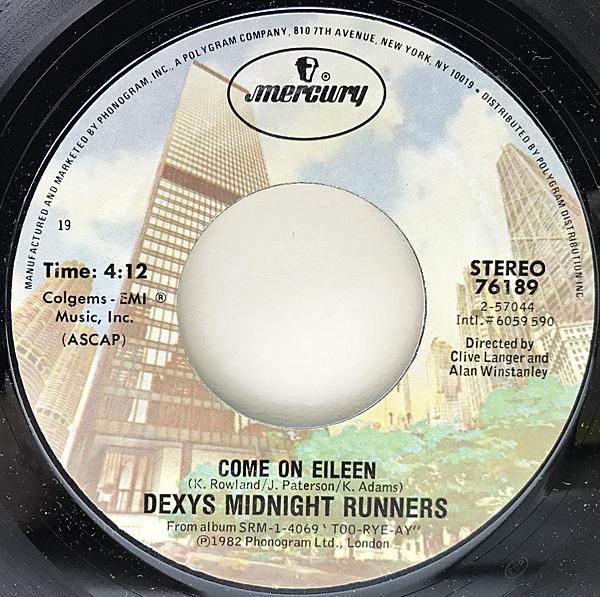 MANUFACTURED AND MARKETED BY PHONOGRAM, INC., A POLYGRAM COMPANY, 810 7TH AVENUE, NEW YORK, NY 10019 • DISTRIBUTED BY POLYGRAM DISTRIBUTION INC
®
mercury
19
Time: 4:12
Colgems - EMI ®
Music, Inc.
(ASCAP)
STEREO
76189
2-57044
Intl.#6059 590
Directed by
Clive Langer and
Alan Winstanley
COME ON EILEEN
(K. Rowland/J. Paterson/K. Adams)
DEXYS MIDNIGHT RUNNERS
From album SRM-1-4069 ‘TOO-RYE-AY’’
Ⓟ1982 Phonogram Ltd., London